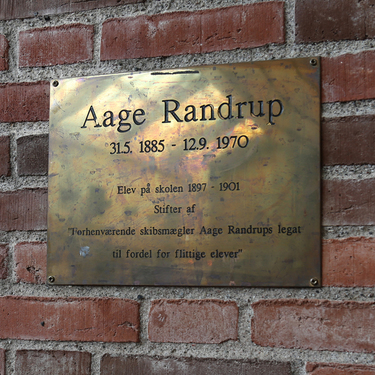 Aage Randrup
31.5. 1885 - 12.9. 1970
Elev på skolen 1897 - 1901
Stifter af
"Førhenværende skibsmægler Aage Randrups legat
til fordel for flittige elever"